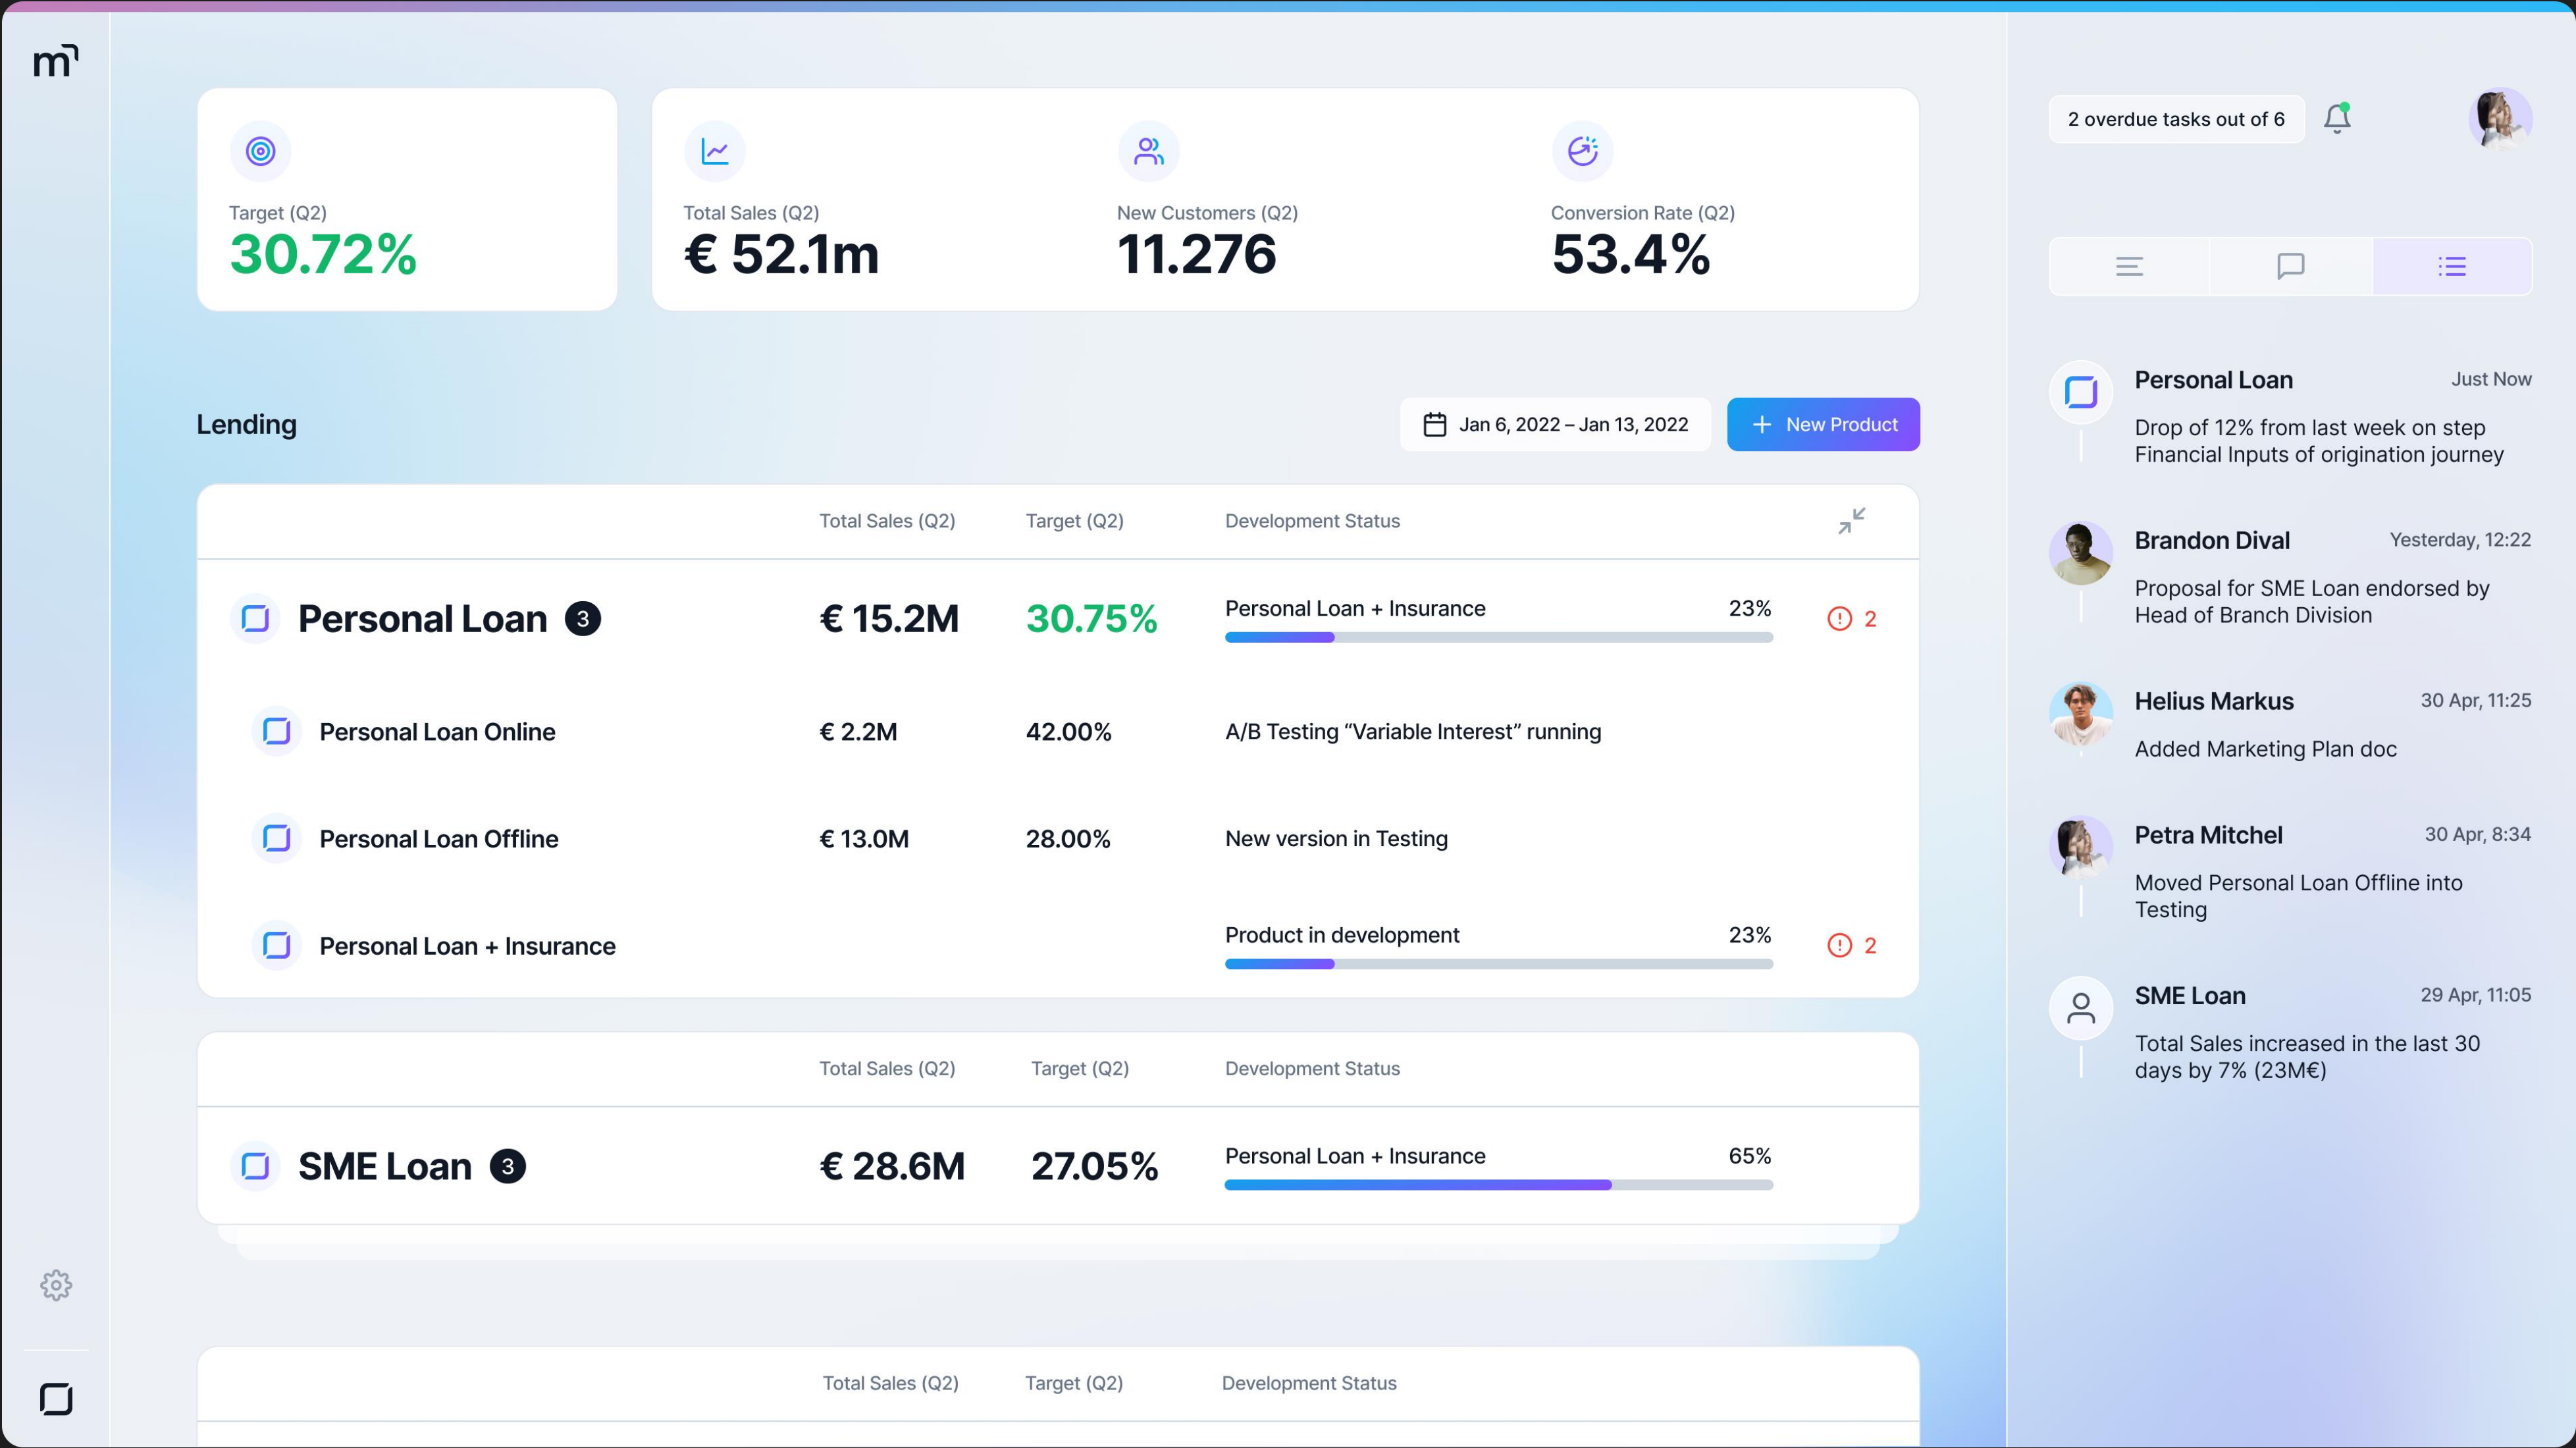 m
Target (Q2)
30.72%
Total Sales (Q2)
€ 52.1m
New Customers (Q2)
11.276
Conversion Rate (Q2)
53.4%
Lending
Jan 6, 2022 – Jan 13, 2022
New Product
Total Sales (Q2) Target (Q2) Development Status
Personal Loan 3 € 15.2M 30.75% Personal Loan + Insurance 23% 2
Personal Loan Online € 2.2M 42.00% A/B Testing “Variable Interest” running
Personal Loan Offline € 13.0M 28.00% New version in Testing
Personal Loan + Insurance Product in development 23% 2
Total Sales (Q2) Target (Q2) Development Status
SME Loan 3 € 28.6M 27.05% Personal Loan + Insurance 65%
Total Sales (Q2) Target (Q2) Development Status
2 overdue tasks out of 6
Personal Loan Just Now
Drop of 12% from last week on step
Financial Inputs of origination journey
Brandon Dival Yesterday, 12:22
Proposal for SME Loan endorsed by
Head of Branch Division
Helius Markus 30 Apr, 11:25
Added Marketing Plan doc
Petra Mitchel 30 Apr, 8:34
Moved Personal Loan Offline into
Testing
SME Loan 29 Apr, 11:05
Total Sales increased in the last 30
days by 7% (23M€)